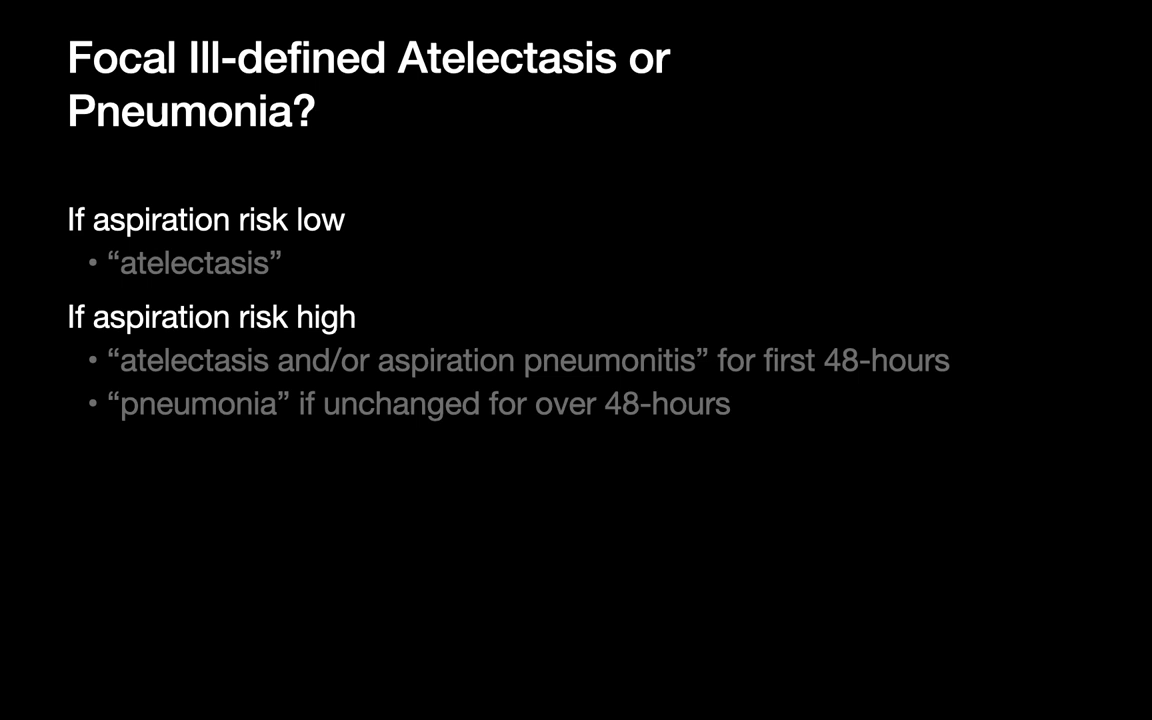 Focal Ill-defined Atelectasis or
Pneumonia?
If aspiration risk low
• “atelectasis”
If aspiration risk high
• “atelectasis and/or aspiration pneumonitis” for first 48-hours
• “pneumonia” if unchanged for over 48-hours